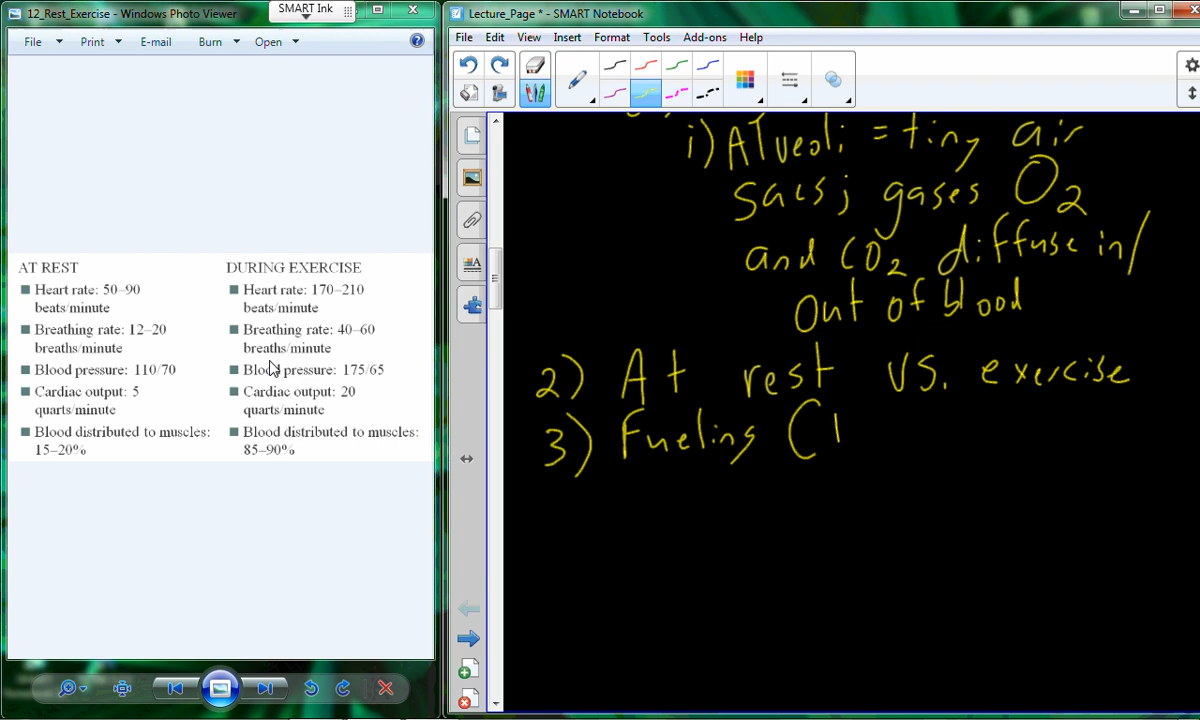 12_Rest_Exercise - Windows Photo Viewer
SMART Ink
File Print E-mail Burn Open
AT REST
Heart rate: 50–90
beats/minute
Breathing rate: 12–20
breaths/minute
Blood pressure: 110/70
Cardiac output: 5
quarts/minute
Blood distributed to muscles:
15–20%
DURING EXERCISE
Heart rate: 170–210
beats/minute
Breathing rate: 40–60
breaths/minute
Blood pressure: 175/65
Cardiac output: 20
quarts/minute
Blood distributed to muscles:
85–90%
Lecture_Page * - SMART Notebook
File Edit View Insert Format Tools Add-ons Help
i) Alveoli = tiny air
sacs; gases O2
and CO2 diffuse in/
out of blood
2) At rest vs. exercise
3) Fueling (